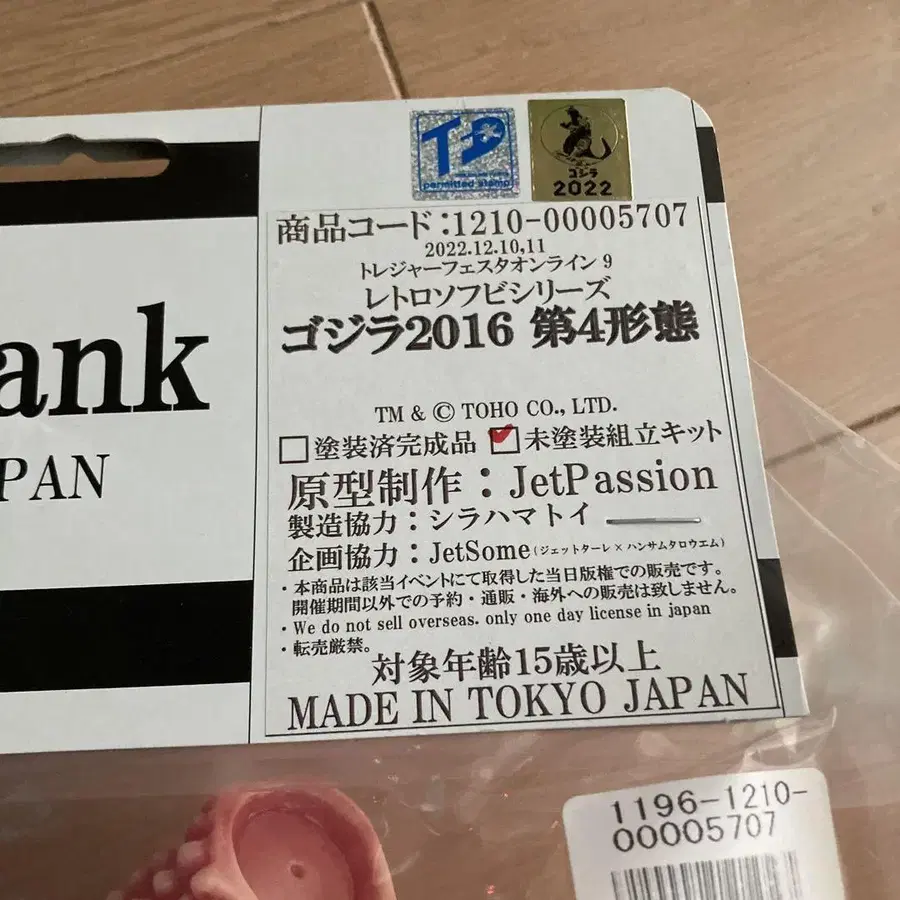 ank
PAN
TD
permitted stamp
ゴジラ
2022
商品コード:1210-00005707
2022.12.10,11
トレジャーフェスタオンライン 9
レトロソフビシリーズ
ゴジラ2016 第4形態
TM & © TOHO CO., LTD.
□塗装済完成品 ☑未塗装組立キット
原型制作：JetPassion
製造協力：シラハマトイ
企画協力：JetSome(ジェットターレ×ハンサムタロウエム)
・本商品は該当イベントにて取得した当日版権での販売です。
開催期間以外での予約・通販・海外への販売は致しません。
・We do not sell overseas. only one day license in japan
・転売厳禁。
対象年齢15歳以上
MADE IN TOKYO JAPAN
1196-1210-
00005707